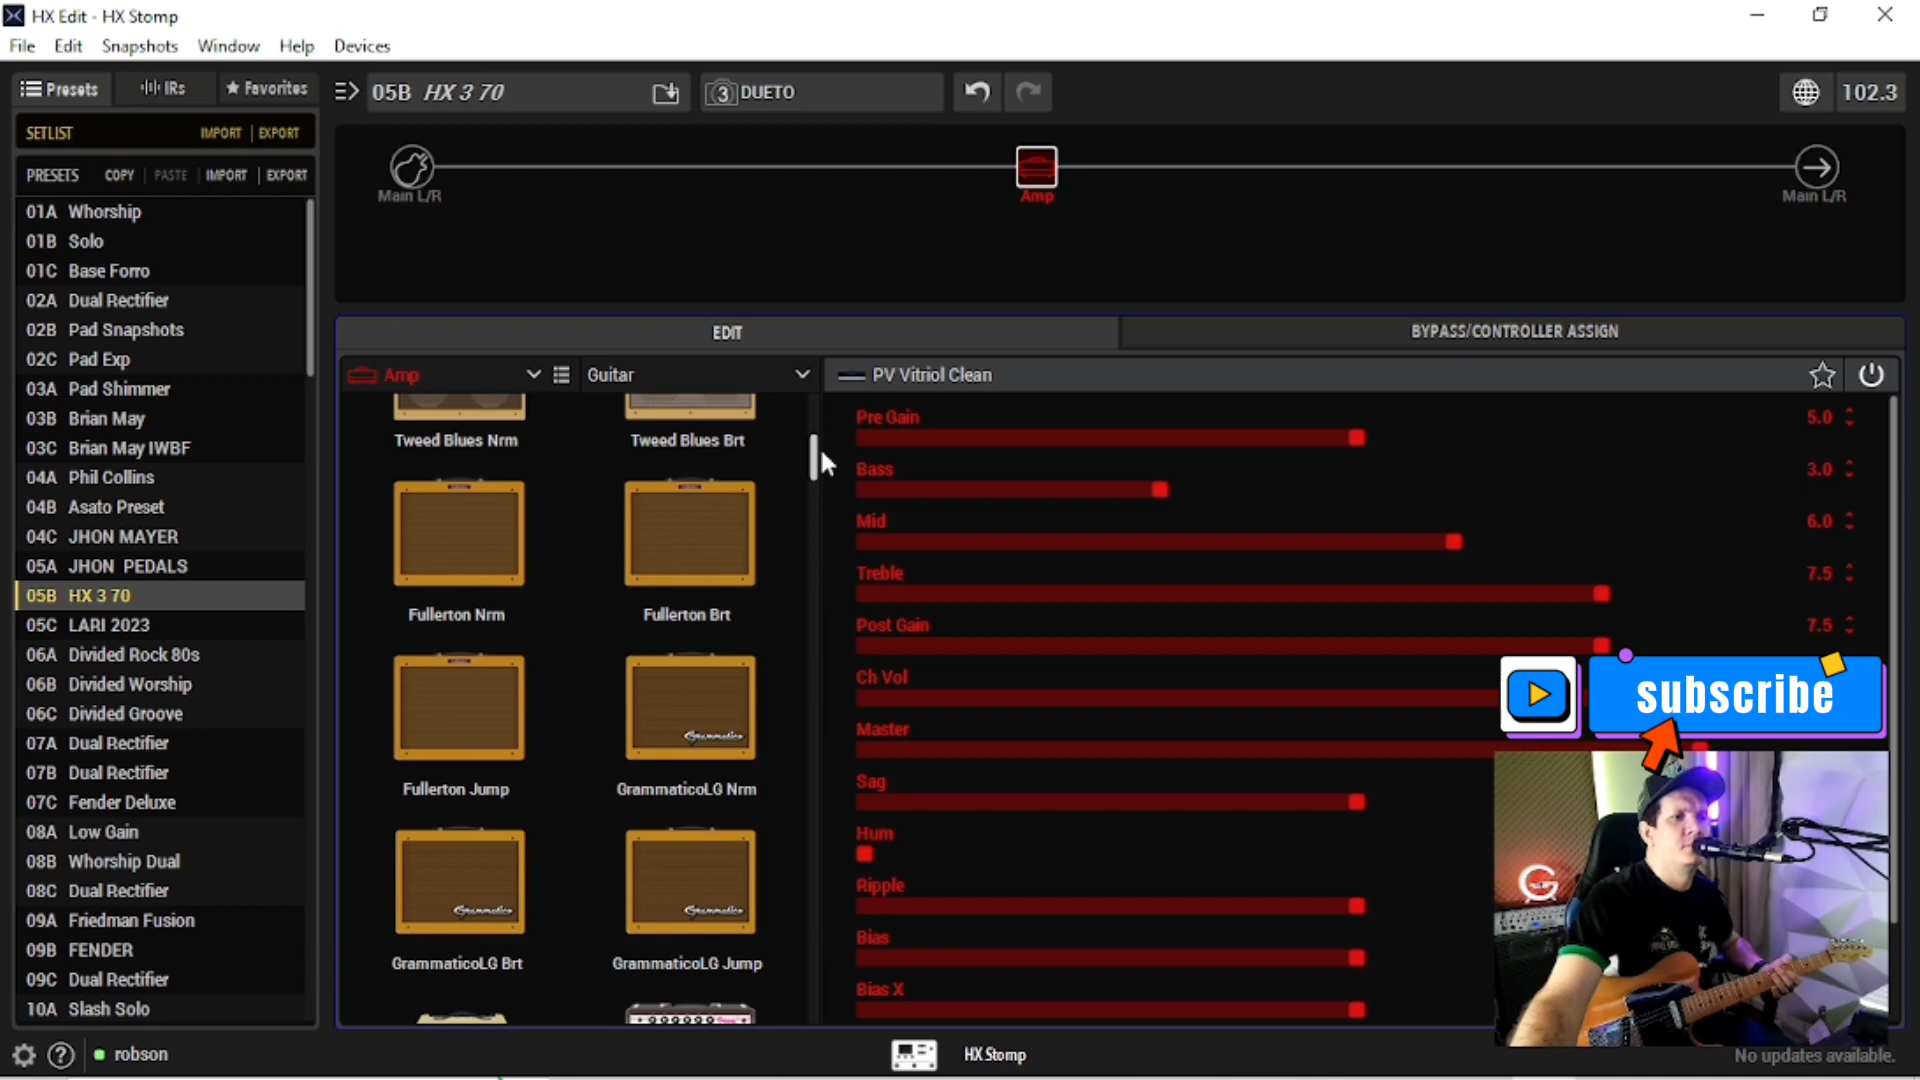 HX Edit - HX Stomp
File Edit Snapshots Window Help Devices
Presets IRs Favorites
05B HX 3 70
3 DUETO
102.3
SETLIST IMPORT | EXPORT
PRESETS COPY | PASTE | IMPORT | EXPORT
01A Whorship
01B Solo
01C Base Forro
02A Dual Rectifier
02B Pad Snapshots
02C Pad Exp
03A Pad Shimmer
03B Brian May
03C Brian May IWBF
04A Phil Collins
04B Asato Preset
04C JHON MAYER
05A JHON PEDALS
05B HX 3 70
05C LARI 2023
06A Divided Rock 80s
06B Divided Worship
06C Divided Groove
07A Dual Rectifier
07B Dual Rectifier
07C Fender Deluxe
08A Low Gain
08B Whorship Dual
08C Dual Rectifier
09A Friedman Fusion
09B FENDER
09C Dual Rectifier
10A Slash Solo
Main L/R
Amp
Main L/R
EDIT
BYPASS/CONTROLLER ASSIGN
Amp
Guitar
PV Vitriol Clean
Tweed Blues Nrm
Tweed Blues Brt
Fullerton Nrm
Fullerton Brt
Grammatico
Fullerton Jump
GrammaticoLG Nrm
Grammatico
Grammatico
GrammaticoLG Brt
GrammaticoLG Jump
Pre Gain 5.0
Bass 3.0
Mid 6.0
Treble 7.5
Post Gain 7.5
Ch Vol
Master
Sag
Hum
Ripple
Bias
Bias X
subscribe
G
robson
HX Stomp
No updates available.